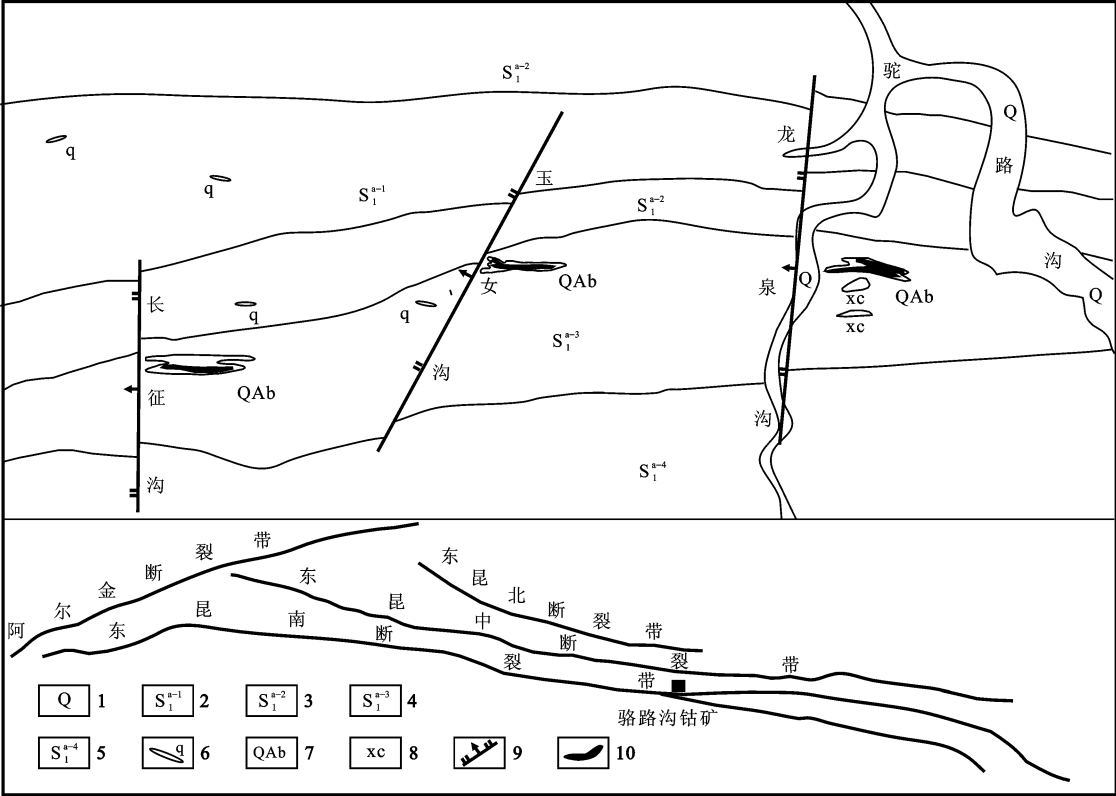 S₁ᵃ⁻²
驼
Q
龙
路
q
q
玉
S₁ᵃ⁻¹
S₁ᵃ⁻²
沟
女
QAb
泉
Q
xc
QAb
Q
xc
长
q
q
S₁ᵃ⁻³
沟
征
QAb
沟
S₁ᵃ⁻⁴
沟
阿尔金断裂带
东昆北断裂带
东昆中断裂带
东昆南断裂带
骆路沟钴矿
Q 1 S₁ᵃ⁻¹ 2 S₁ᵃ⁻² 3 S₁ᵃ⁻³ 4
S₁ᵃ⁻⁴ 5 q 6 QAb 7 xc 8 9 10